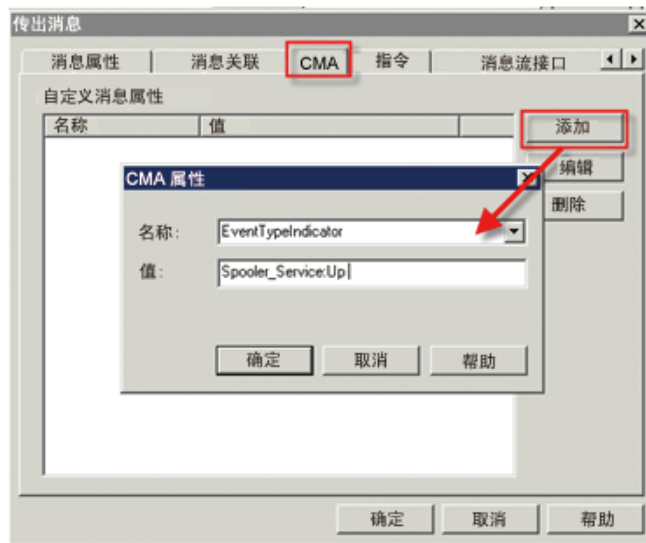 传出消息
消息属性 消息关联 CMA 指令 消息流接口
自定义消息属性
名称 值
添加
编辑
删除
CMA 属性
名称:
EventTypeIndicator
值:
Spooler_Service:Up
确定 取消 帮助
确定 取消 帮助